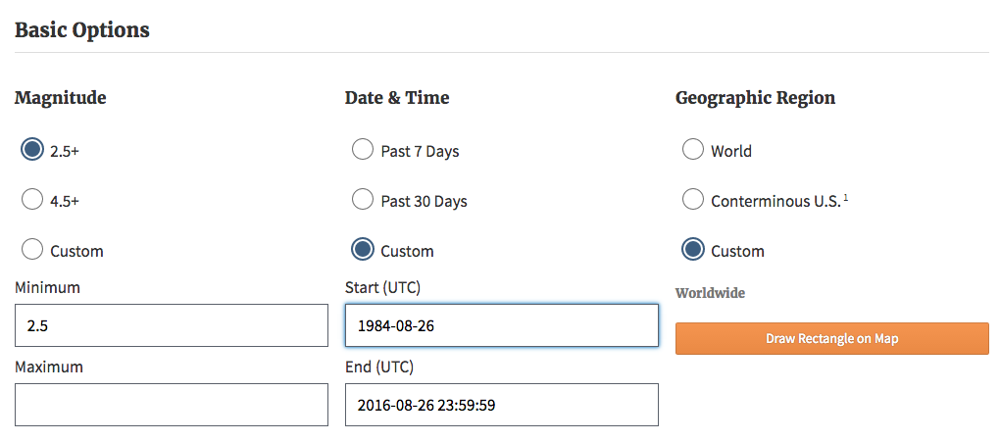 Basic Options
Magnitude
2.5+
4.5+
Custom
Minimum
2.5
Maximum
Date & Time
Past 7 Days
Past 30 Days
Custom
Start (UTC)
1984-08-26
End (UTC)
2016-08-26 23:59:59
Geographic Region
World
Conterminous U.S.¹
Custom
Worldwide
Draw Rectangle on Map